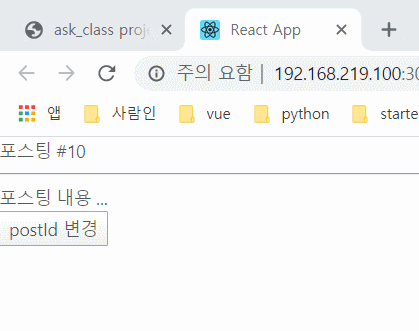 ask_class proje
React App
주의 요함 | 192.168.219.100:30
앱 사람인 vue python starte
포스팅 #10
포스팅 내용 ...
postId 변경